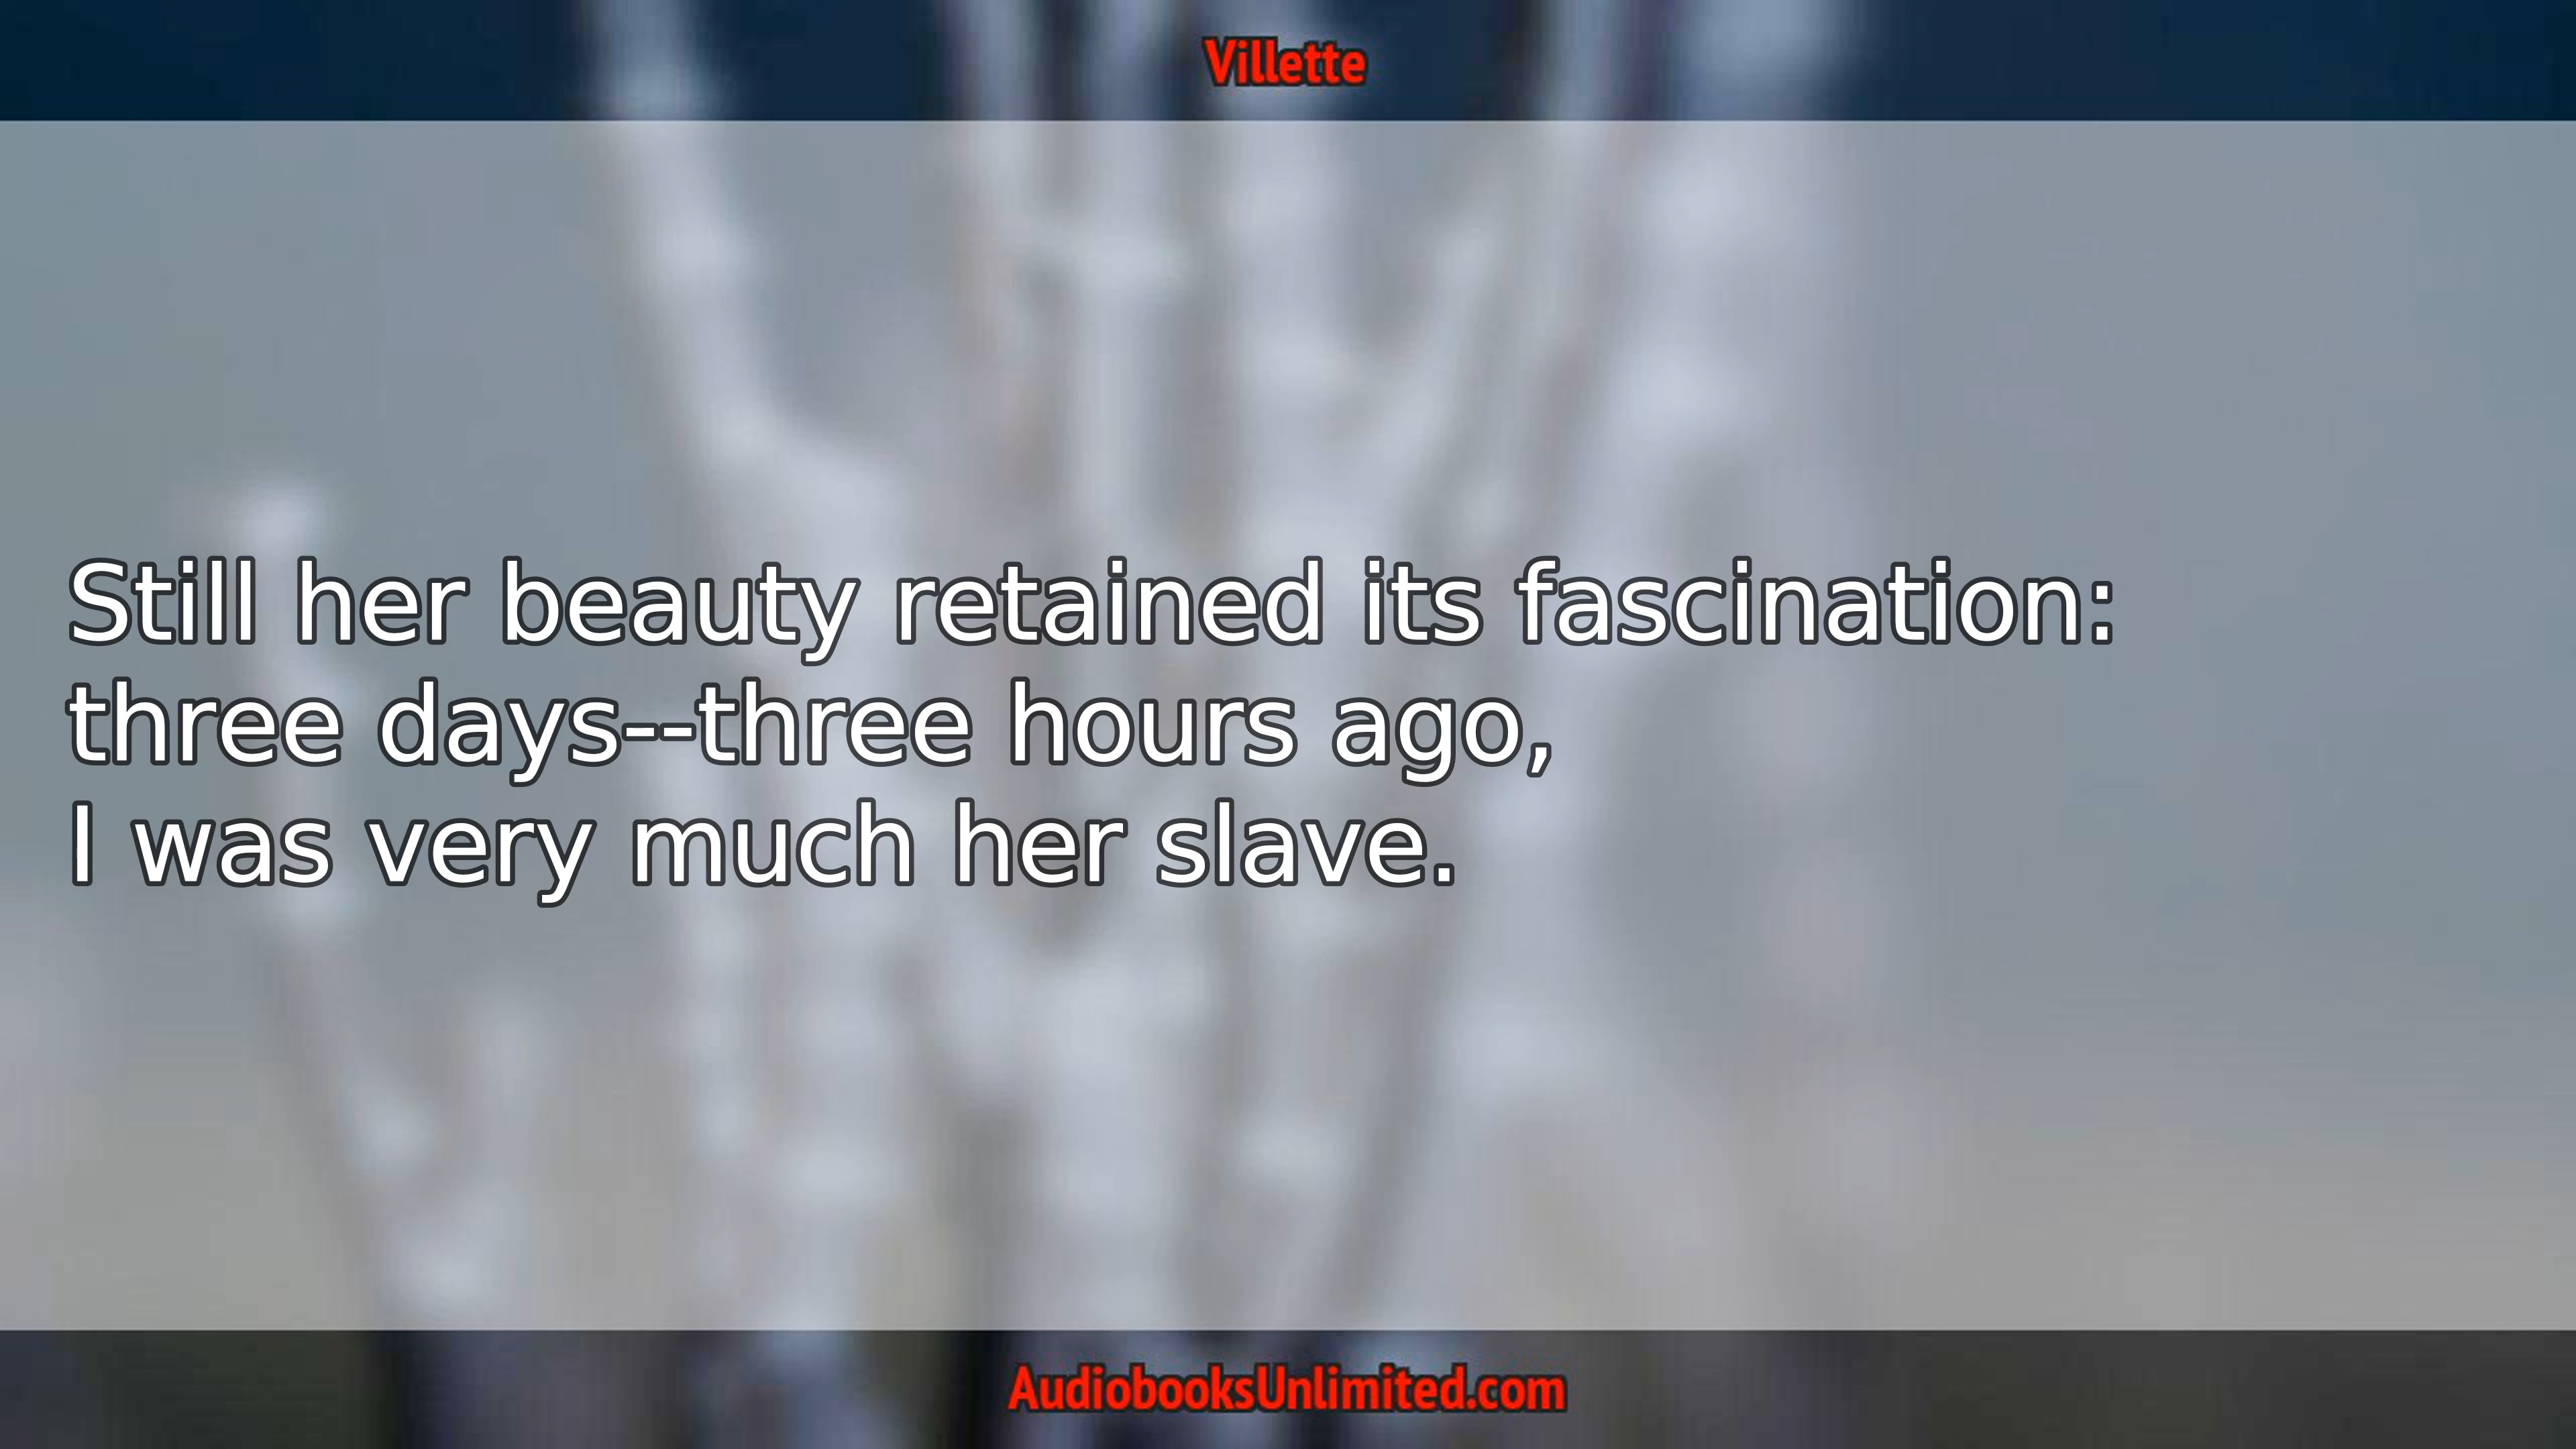 Villette
Still her beauty retained its fascination:
three days--three hours ago,
I was very much her slave.
AudiobooksUnlimited.com